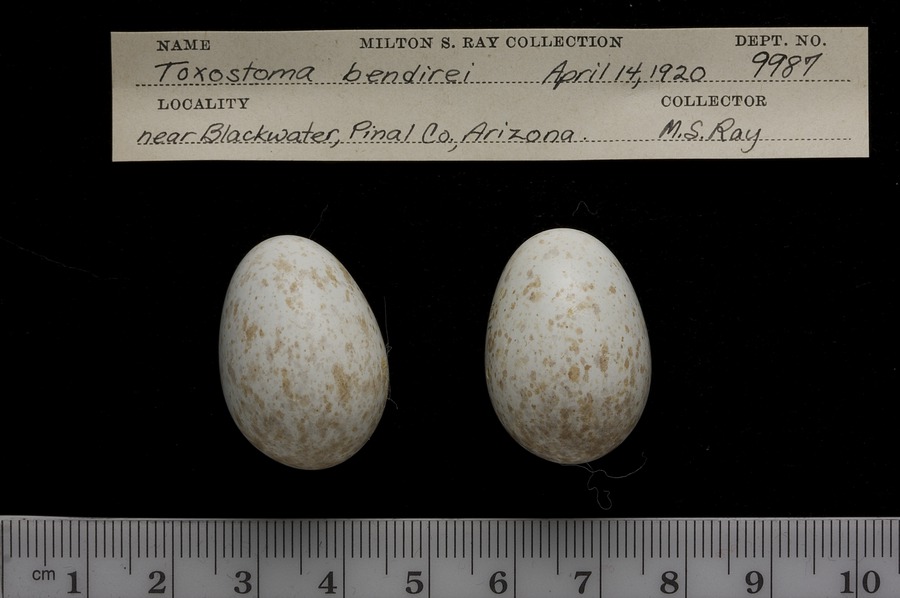 NAME MILTON S. RAY COLLECTION DEPT. NO.
Toxostoma bendirei April 14, 1920 9987
LOCALITY COLLECTOR
near Blackwater, Pinal Co., Arizona. M.S. Ray
cm 1 2 3 4 5 6 7 8 9 10